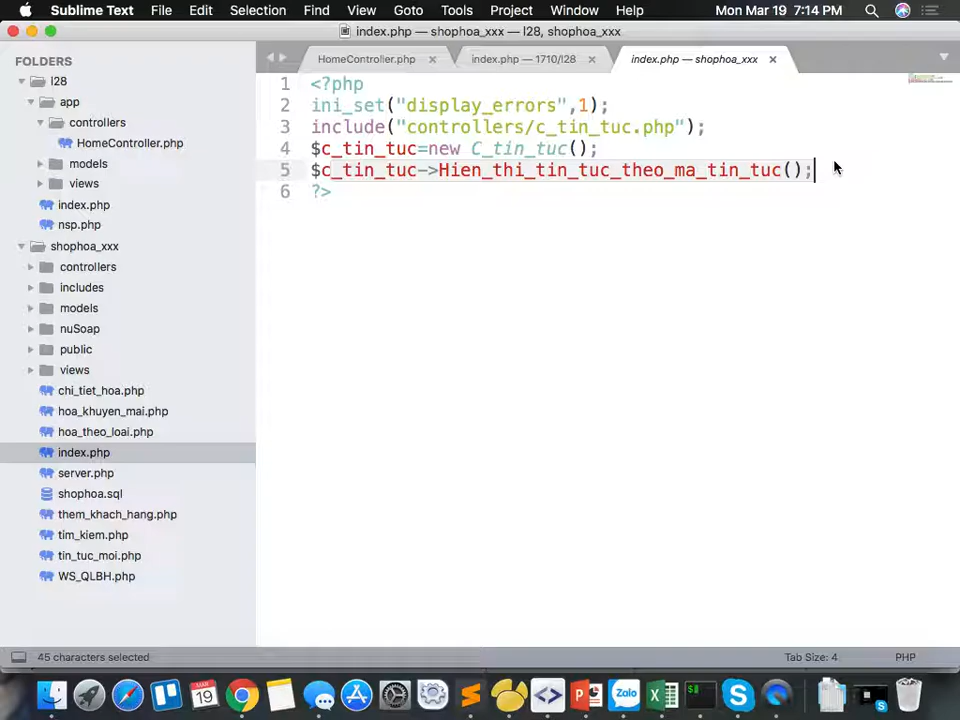 Sublime Text File Edit Selection Find View Goto Tools Project Window Help Mon Mar 19 7:14 PM
index.php — shophoa_xxx — l28, shophoa_xxx
FOLDERS
l28
app
controllers
HomeController.php
models
views
index.php
nsp.php
shophoa_xxx
controllers
includes
models
nuSoap
public
views
chi_tiet_hoa.php
hoa_khuyen_mai.php
hoa_theo_loai.php
index.php
server.php
shophoa.sql
them_khach_hang.php
tim_kiem.php
tin_tuc_moi.php
WS_QLBH.php
HomeController.php × index.php — 1710/l28 × index.php — shophoa_xxx ×
1 <?php
2 ini_set("display_errors",1);
3 include("controllers/c_tin_tuc.php");
4 $c_tin_tuc=new C_tin_tuc();
5 $c_tin_tuc->Hien_thi_tin_tuc_theo_ma_tin_tuc();
6 ?>
45 characters selected Tab Size: 4 PHP
19
Zalo